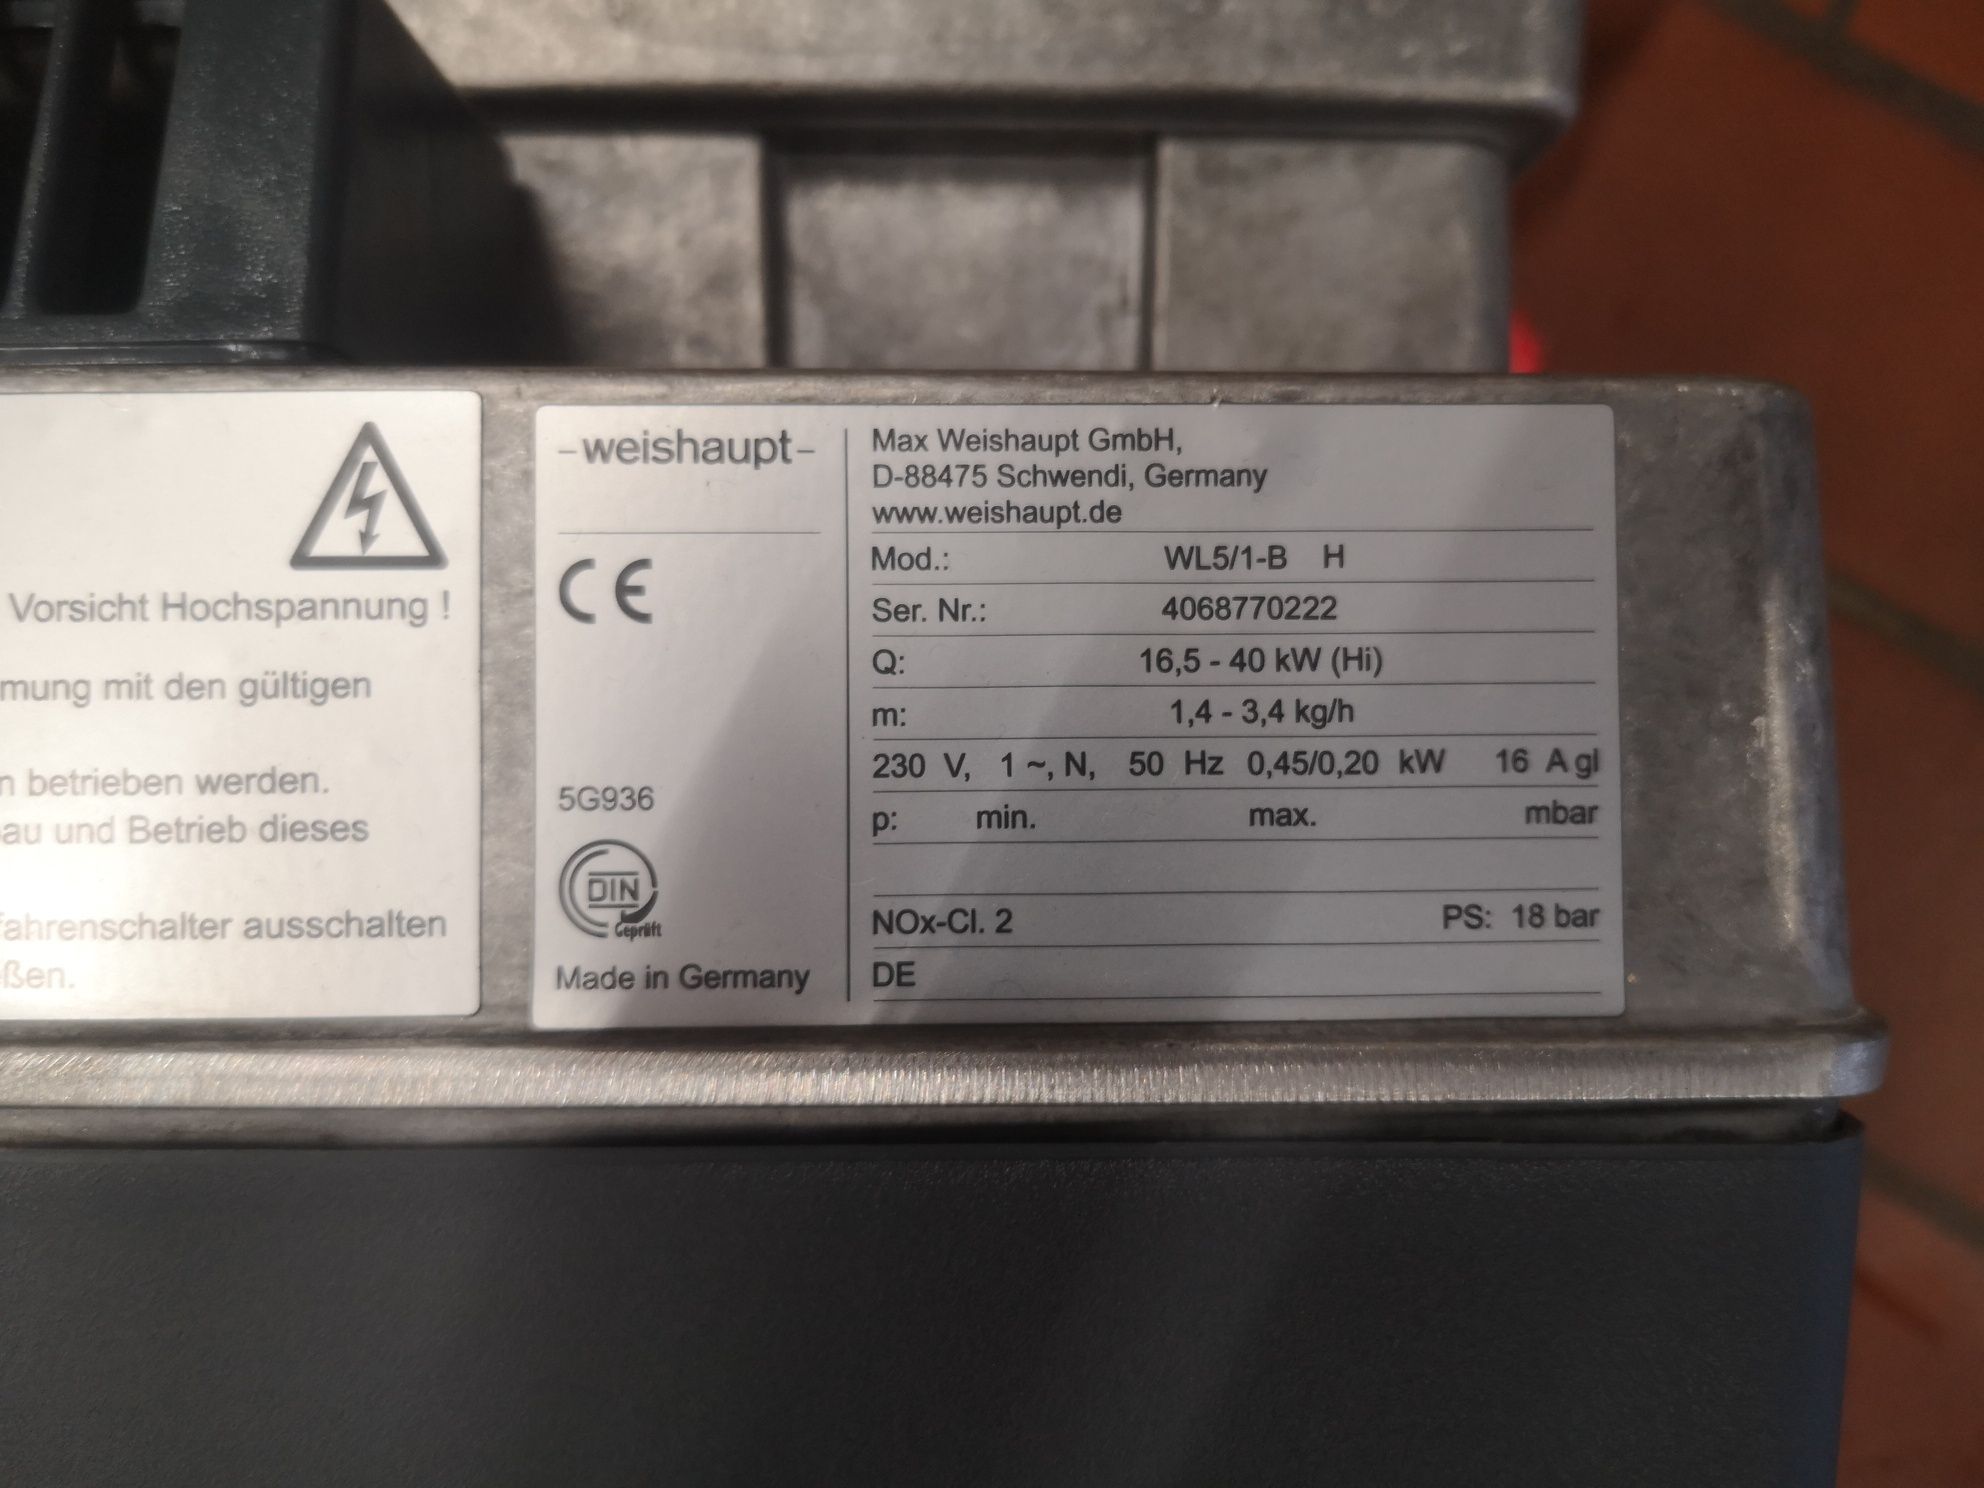 Vorsicht Hochspannung !
mung mit den gültigen
betrieben werden.
und Betrieb dieses
ausschalten
-weishaupt-
CE
5G936
DIN
Geprüft
Made in Germany
Max Weishaupt GmbH,
D-88475 Schwendi, Germany
www.weishaupt.de
Mod.: WL5/1-B H
Ser. Nr.: 4068770222
Q: 16,5 - 40 kW (Hi)
m: 1,4 - 3,4 kg/h
230 V, 1 ~, N, 50 Hz 0,45/0,20 kW 16 A gl
p: min. max. mbar
NOx-Cl. 2 PS: 18 bar
DE